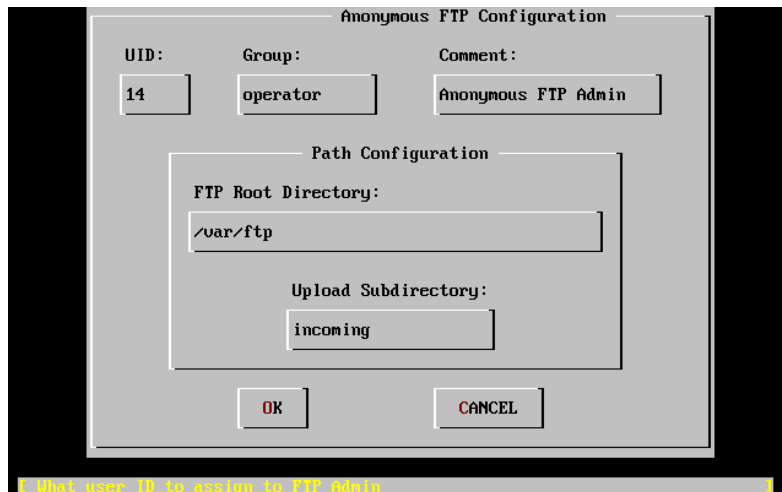 Anonymous FTP Configuration
UID: Group: Comment:
14 operator Anonymous FTP Admin
Path Configuration
FTP Root Directory:
/var/ftp
Upload Subdirectory:
incoming
OK CANCEL
[ What user ID to assign to FTP Admin ]